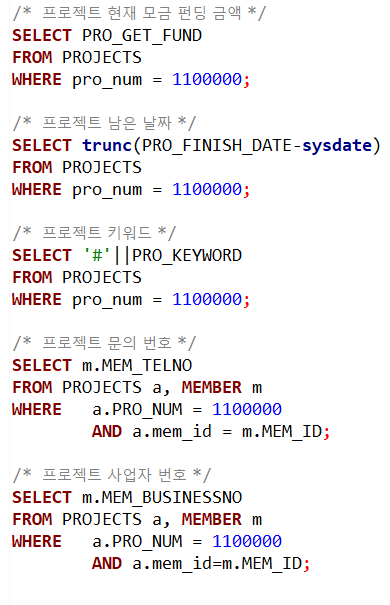 /* 프로젝트 현재 모금 펀딩 금액 */
SELECT PRO_GET_FUND
FROM PROJECTS
WHERE pro_num = 1100000;
/* 프로젝트 남은 날짜 */
SELECT trunc(PRO_FINISH_DATE-sysdate)
FROM PROJECTS
WHERE pro_num = 1100000;
/* 프로젝트 키워드 */
SELECT '#'||PRO_KEYWORD
FROM PROJECTS
WHERE pro_num = 1100000;
/* 프로젝트 문의 번호 */
SELECT m.MEM_TELNO
FROM PROJECTS a, MEMBER m
WHERE   a.PRO_NUM = 1100000
        AND a.mem_id = m.MEM_ID;
/* 프로젝트 사업자 번호 */
SELECT m.MEM_BUSINESSNO
FROM PROJECTS a, MEMBER m
WHERE   a.PRO_NUM = 1100000
        AND a.mem_id=m.MEM_ID;